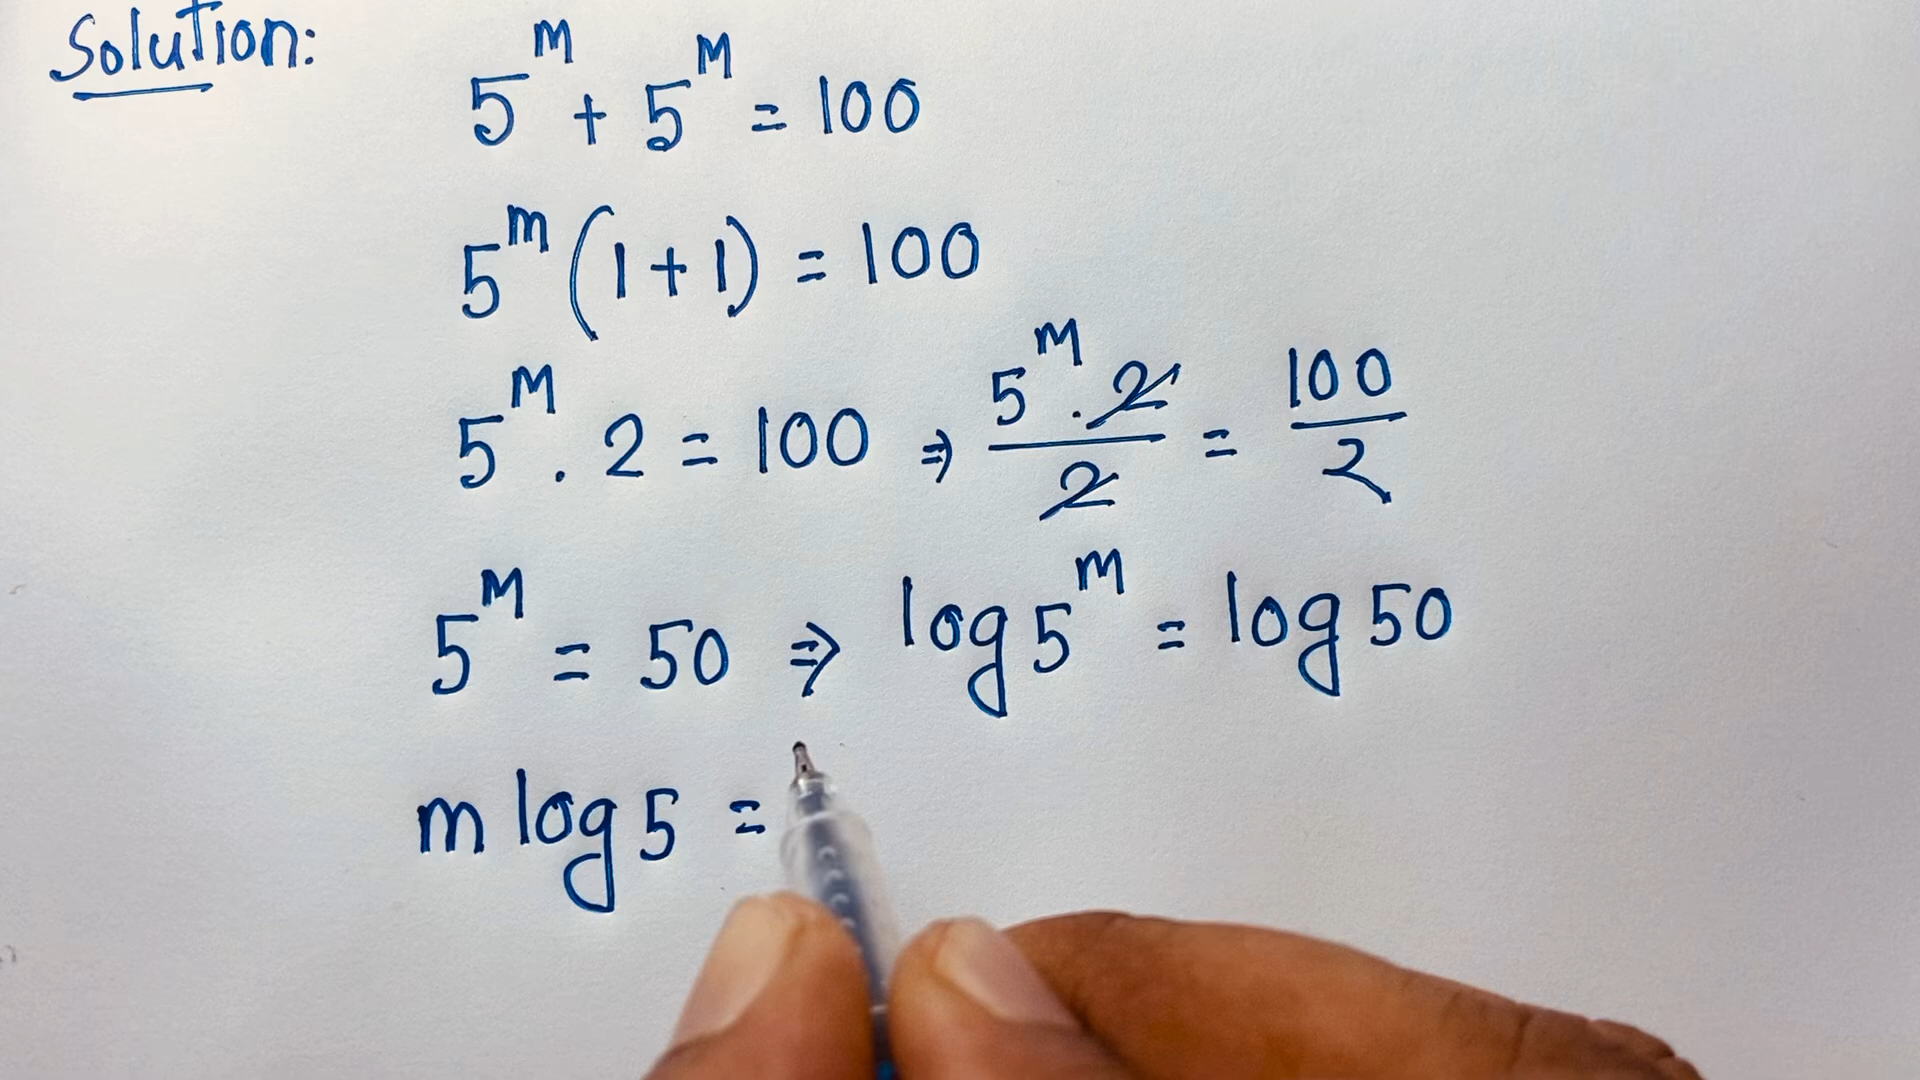 Solution:
5^m + 5^m = 100
5^m (1+1) = 100
5^m . 2 = 100 ⇒ 5^m . 2 / 2 = 100 / 2
5^m = 50 ⇒ log 5^m = log 50
m log 5 =